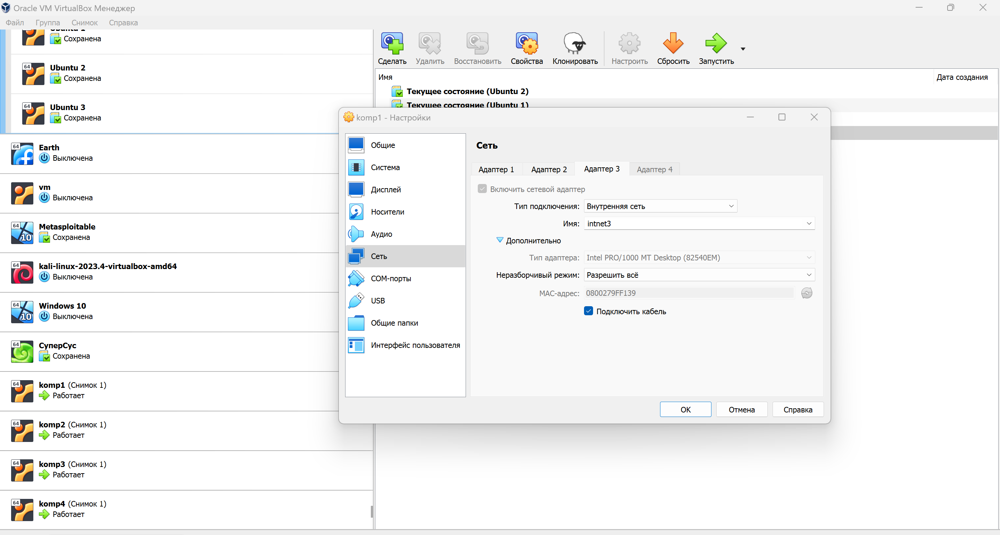 Oracle VM VirtualBox Менеджер
Файл Группа Снимок Справка
Ubuntu 1
Сохранена
64
Ubuntu 2
Сохранена
64
Ubuntu 3
Сохранена
64
Earth
Выключена
vm
Выключена
64
10
Metasploitable
Сохранена
64
kali-linux-2023.4-virtualbox-amd64
Выключена
64
10
Windows 10
Выключена
64
СуперСус
Сохранена
64
komp1 (Снимок 1)
Работает
64
komp2 (Снимок 1)
Работает
64
komp3 (Снимок 1)
Работает
64
komp4 (Снимок 1)
Работает
Сделать Удалить Восстановить Свойства Клонировать Настроить Сбросить Запустить
Имя Дата создания
Текущее состояние (Ubuntu 2)
Текущее состояние (Ubuntu 1)
komp1 - Настройки
Общие
Система
Дисплей
Носители
Аудио
Сеть
COM-порты
USB
Общие папки
Интерфейс пользователя
Сеть
Адаптер 1 Адаптер 2 Адаптер 3 Адаптер 4
Включить сетевой адаптер
Тип подключения: Внутренняя сеть
Имя: intnet3
Дополнительно
Тип адаптера: Intel PRO/1000 MT Desktop (82540EM)
Неразборчивый режим: Разрешить всё
MAC-адрес: 0800279FF139
Подключить кабель
OK Отмена Справка